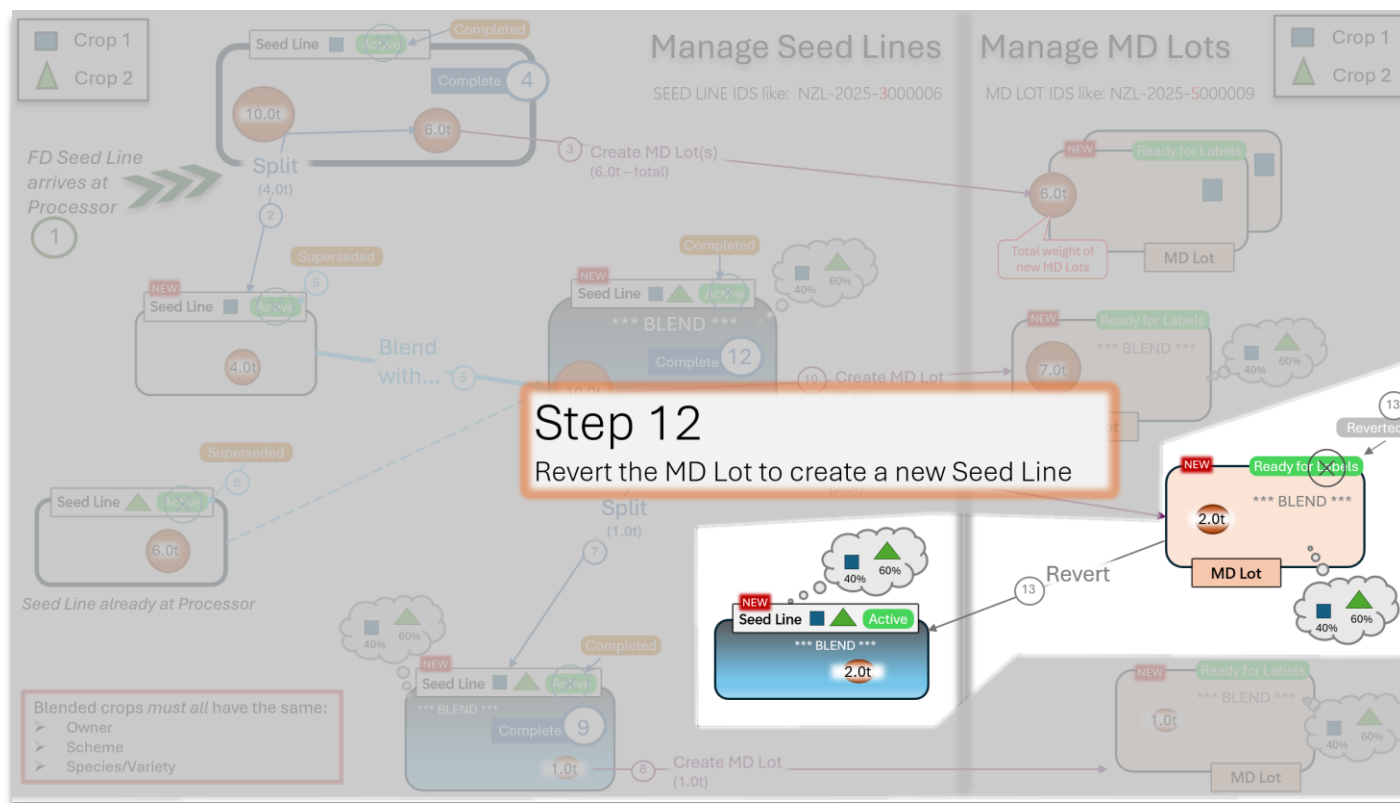 Crop 1
Crop 2
Seed Line Active
Completed
Complete 4
10.0t
6.0t
Manage Seed Lines
SEED LINE IDS like: NZL-2025-3000006
Manage MD Lots
MD LOT IDS like: NZL-2025-5000009
Crop 1
Crop 2
FD Seed Line
arrives at
Processor
1
Split
(4.0t)
2
3 Create MD Lot(s)
(6.0t – total)
NEW
Ready for Labels
6.0t
Total weight of
new MD Lots
MD Lot
Superseded
5
NEW
Seed Line Active
4.0t
Blend
with... 5
Completed
NEW
Seed Line Active
*** BLEND ***
Complete 12
10.0t
40% 60%
10 Create MD Lot
NEW
Ready for Labels
*** BLEND ***
7.0t
40% 60%
Step 12
Revert the MD Lot to create a new Seed Line
13
Reverted
NEW
Ready for Labels
*** BLEND ***
2.0t
MD Lot
40% 60%
Superseded
5
Seed Line Active
6.0t
Seed Line already at Processor
Split
(1.0t)
7
Revert
13
40% 60%
NEW
Seed Line Active
*** BLEND ***
2.0t
40% 60%
NEW
Seed Line Active
Completed
*** BLEND ***
Complete 9
1.0t
8 Create MD Lot
(1.0t)
NEW
Ready for Labels
*** BLEND ***
1.0t
40% 60%
MD Lot
Blended crops must all have the same:
➢ Owner
➢ Scheme
➢ Species/Variety